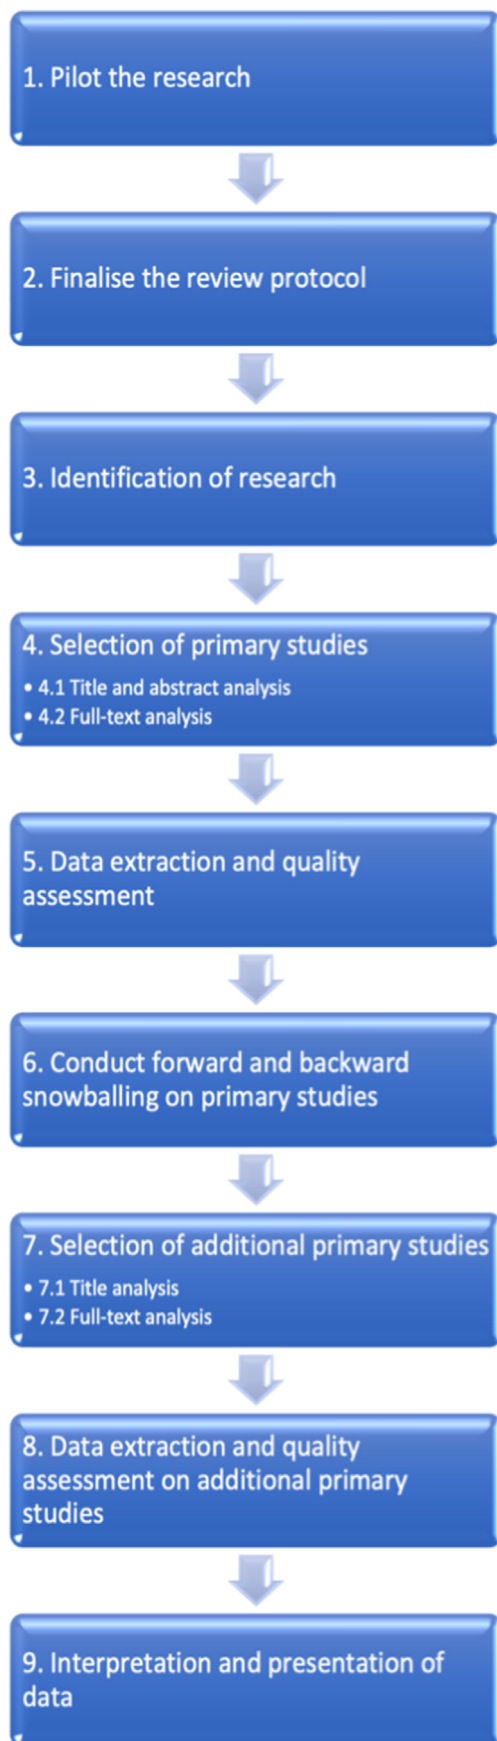 1. Pilot the research
2. Finalise the review protocol
3. Identification of research
4. Selection of primary studies
• 4.1 Title and abstract analysis
• 4.2 Full-text analysis
5. Data extraction and quality
assessment
6. Conduct forward and backward
snowballing on primary studies
7. Selection of additional primary studies
• 7.1 Title analysis
• 7.2 Full-text analysis
8. Data extraction and quality
assessment on additional primary
studies
9. Interpretation and presentation of
data